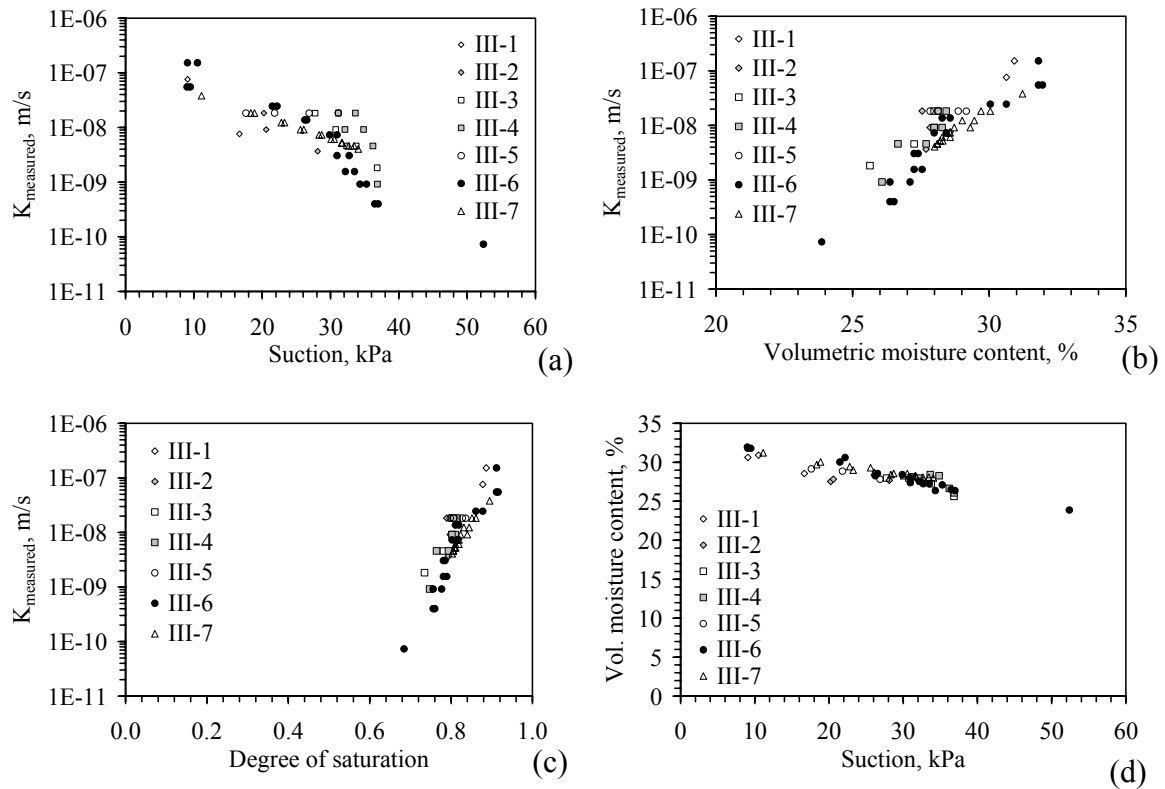 1E-06
1E-07
1E-08
1E-09
1E-10
1E-11
K measured, m/s
0 10 20 30 40 50 60
Suction, kPa
(a)
III-1
III-2
III-3
III-4
III-5
III-6
III-7
1E-06
1E-07
1E-08
1E-09
1E-10
1E-11
K measured, m/s
20 25 30 35
Volumetric moisture content, %
(b)
III-1
III-2
III-3
III-4
III-5
III-6
III-7
1E-06
1E-07
1E-08
1E-09
1E-10
1E-11
K measured, m/s
0.0 0.2 0.4 0.6 0.8 1.0
Degree of saturation
(c)
III-1
III-2
III-3
III-4
III-5
III-6
III-7
35
30
25
20
15
10
5
0
Vol. moisture content, %
0 10 20 30 40 50 60
Suction, kPa
(d)
III-1
III-2
III-3
III-4
III-5
III-6
III-7